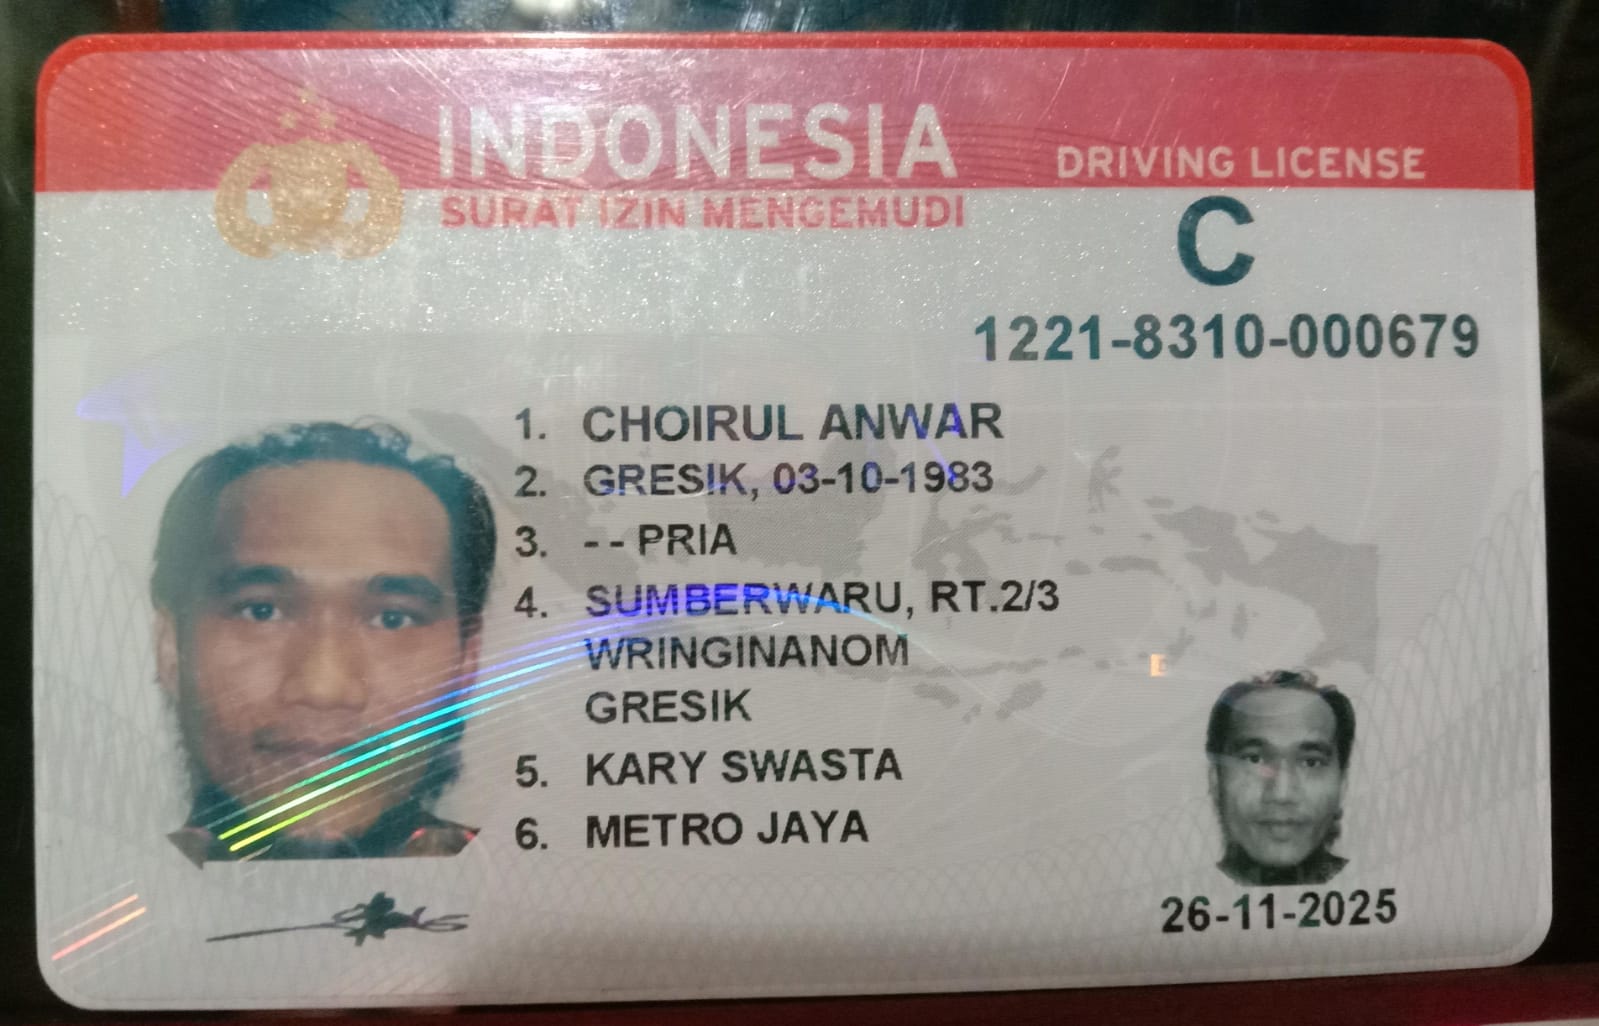 INDONESIA
DRIVING LICENSE
SURAT IZIN MENGEMUDI
C
1221-8310-000679
1. CHOIRUL ANWAR
2. GRESIK, 03-10-1983
3. - - PRIA
4. SUMBERWARU, RT.2/3
WRINGINANOM
GRESIK
5. KARY SWASTA
6. METRO JAYA
26-11-2025